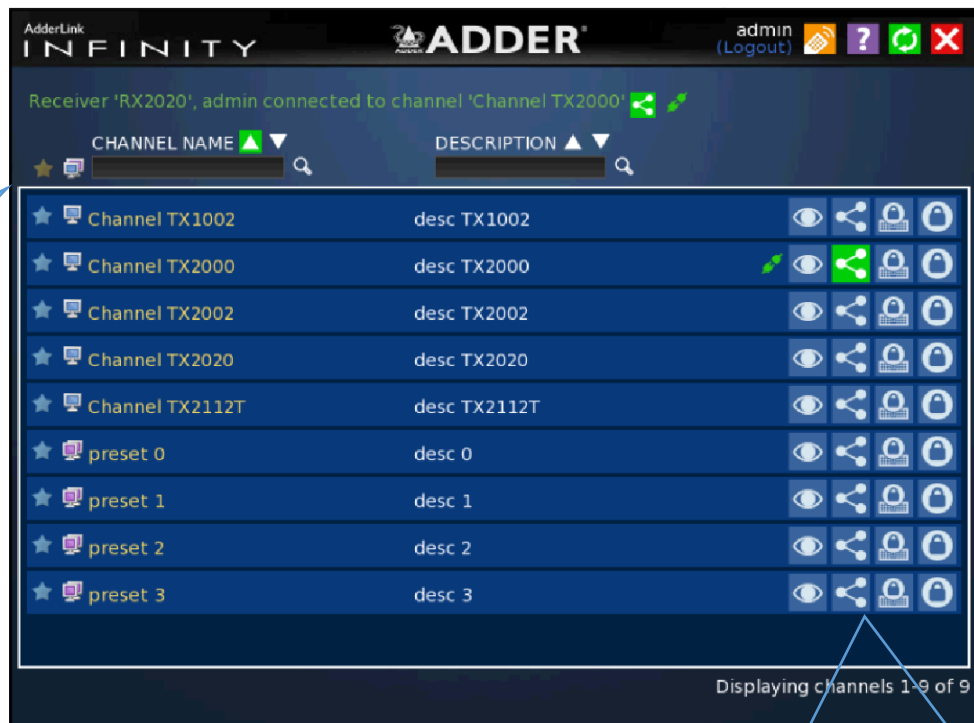 AdderLink
INFINITY
ADDER
admin
(Logout)
?
Receiver 'RX2020', admin connected to channel 'Channel TX2000'
CHANNEL NAME
DESCRIPTION
Channel TX1002 desc TX1002
Channel TX2000 desc TX2000
Channel TX2002 desc TX2002
Channel TX2020 desc TX2020
Channel TX2112T desc TX2112T
preset 0 desc 0
preset 1 desc 1
preset 2 desc 2
preset 3 desc 3
Displaying channels 1-9 of 9